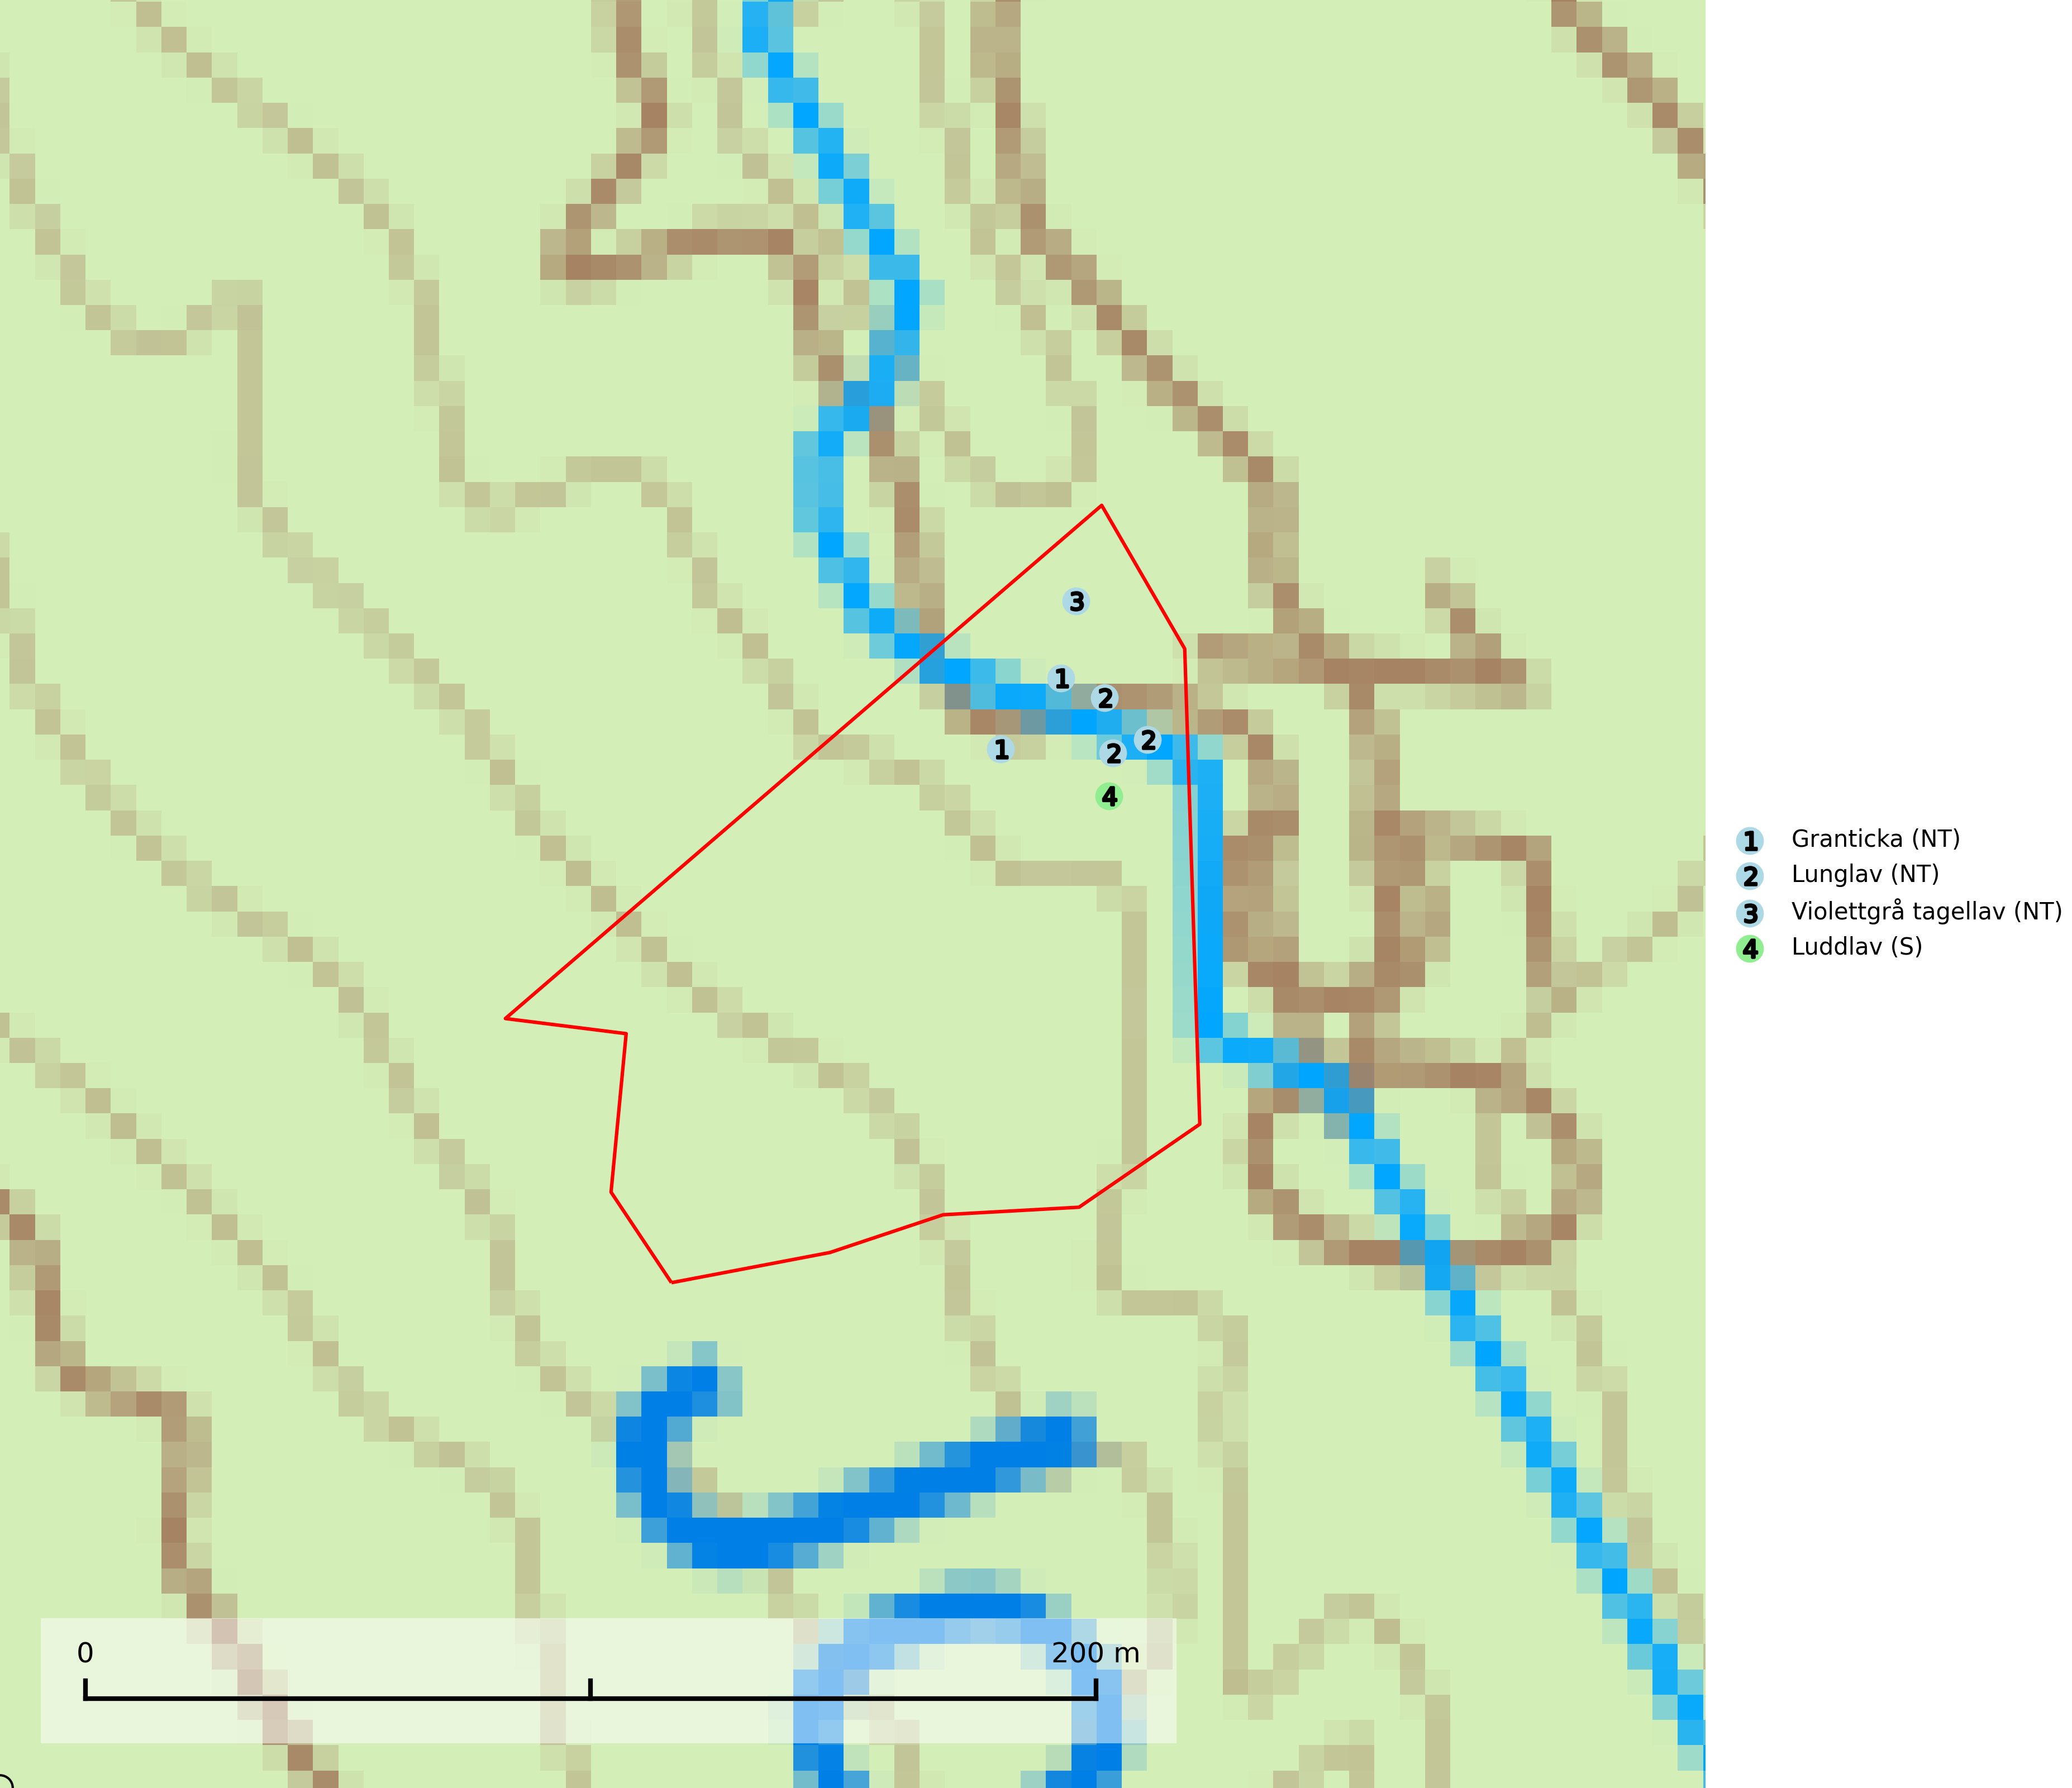 3
1
2
1
2
2
4
1 Granticka (NT)
2 Lunglav (NT)
3 Violettgrå tagellav (NT)
4 Luddlav (S)
0 200 m